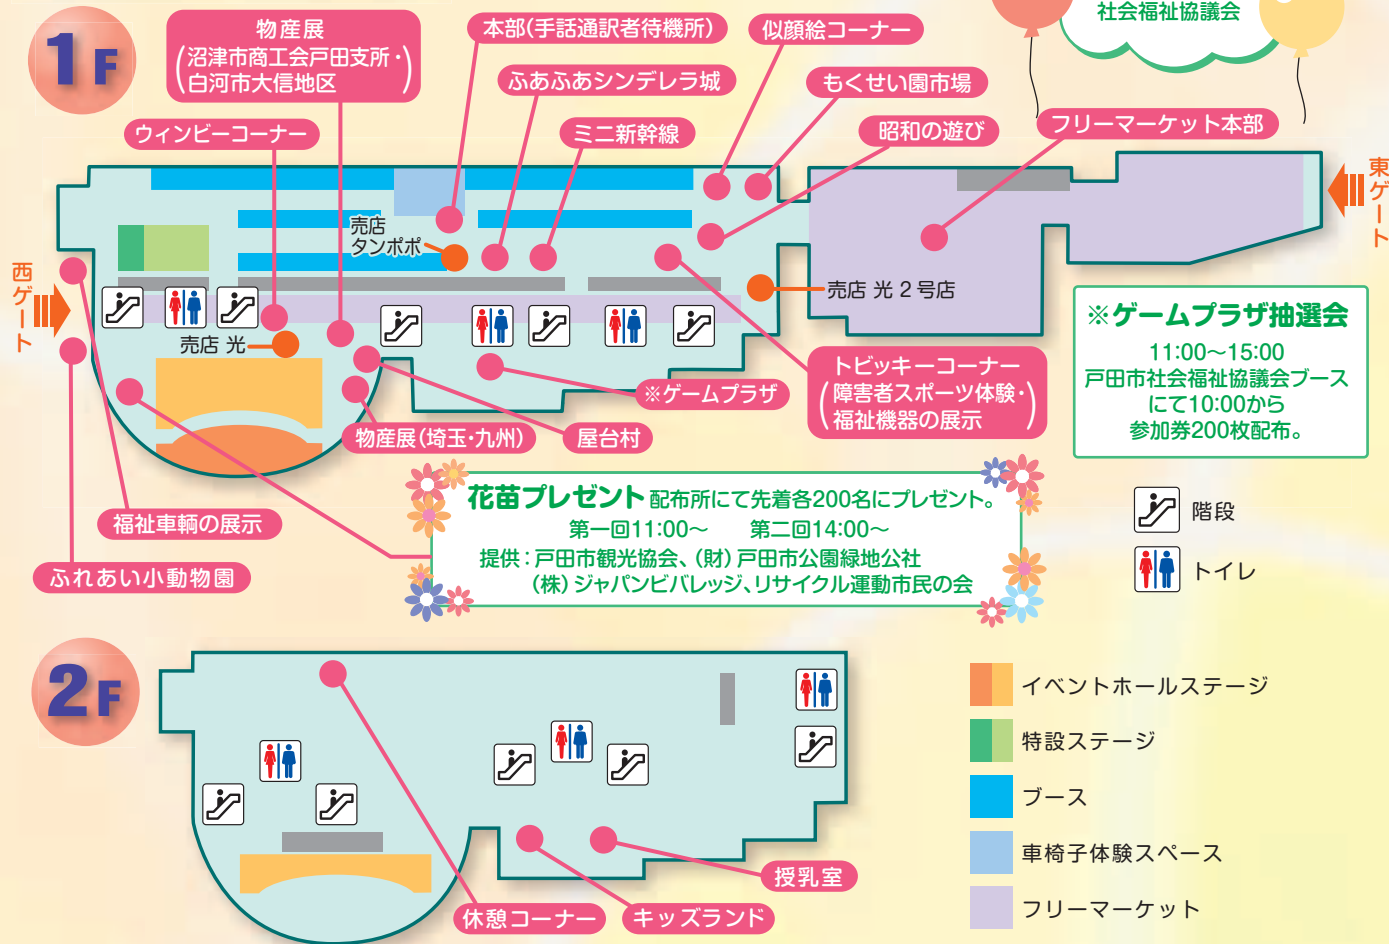 社会福祉協議会
1F
物産展
(沼津市商工会戸田支所・
白河市大信地区)
本部(手話通訳者待機所)
似顔絵コーナー
ふあふあシンデレラ城
もくせい園市場
ウィンビーコーナー
ミニ新幹線
昭和の遊び
フリーマーケット本部
東ゲート
売店
タンポポ
西ゲート
売店 光 2号店
売店 光
※ゲームプラザ抽選会
11:00〜15:00
戸田市社会福祉協議会ブース
にて10:00から
参加券200枚配布。
トビッキーコーナー
(障害者スポーツ体験・
福祉機器の展示)
※ゲームプラザ
物産展(埼玉・九州)
屋台村
花苗プレゼント 配布所にて先着各200名にプレゼント。
第一回11:00〜 第二回14:00〜
提供:戸田市観光協会、(財)戸田市公園緑地公社
(株)ジャパンビバレッジ、リサイクル運動市民の会
福祉車輌の展示
ふれあい小動物園
階段
トイレ
2F
イベントホールステージ
特設ステージ
ブース
車椅子体験スペース
フリーマーケット
授乳室
休憩コーナー
キッズランド